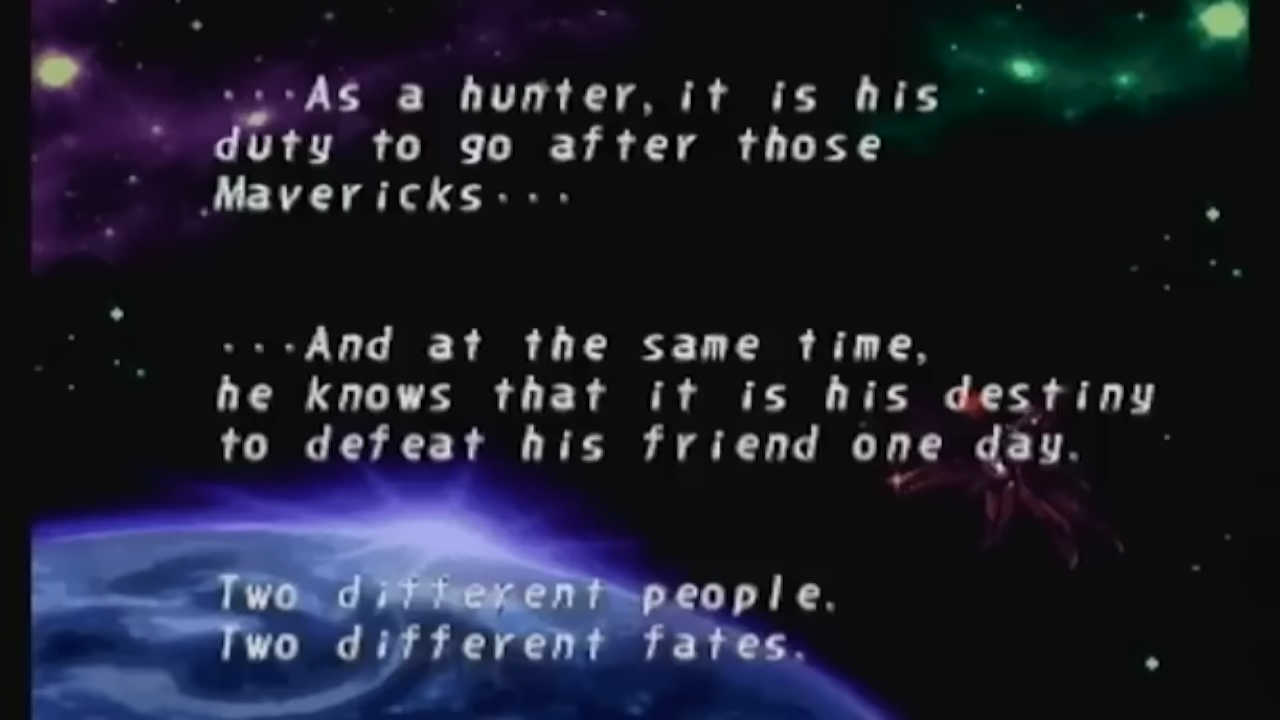 ···As a hunter, it is his
duty to go after those
Mavericks···
···And at the same time,
he knows that it is his destiny
to defeat his friend one day.
Two different people.
Two different fates.